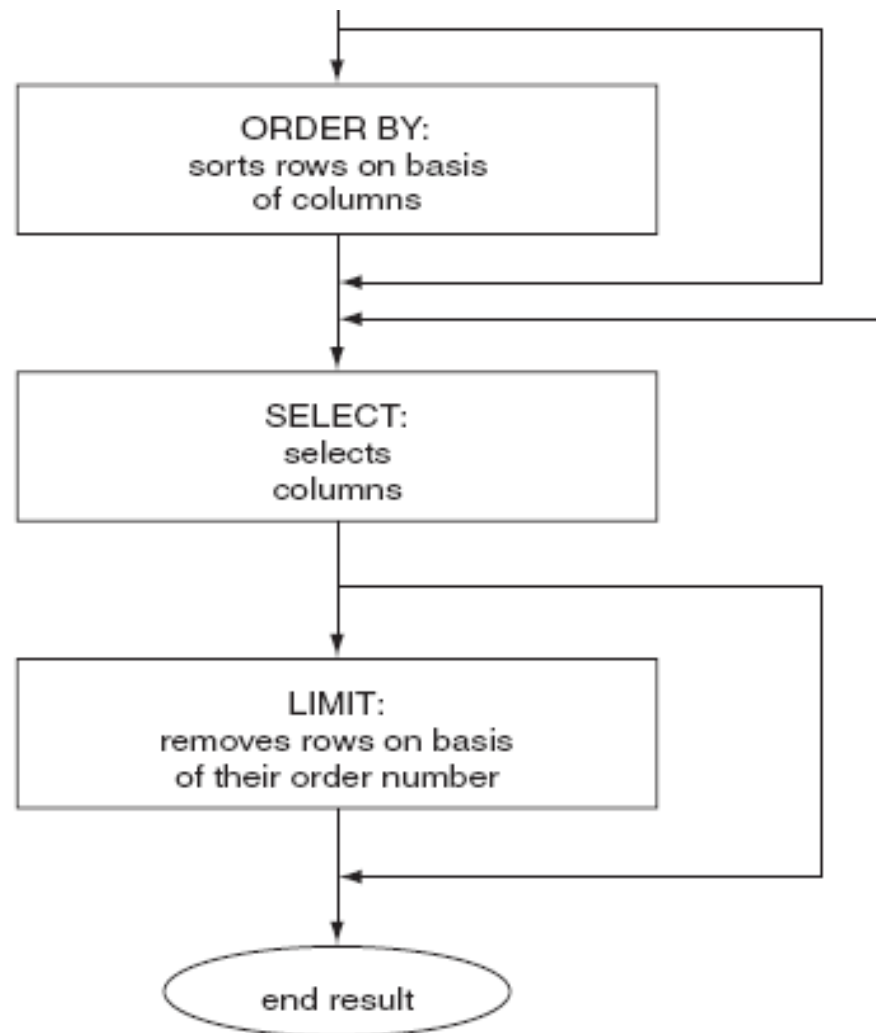 ORDER BY:
sorts rows on basis
of columns
SELECT:
selects
columns
LIMIT:
removes rows on basis
of their order number
end result